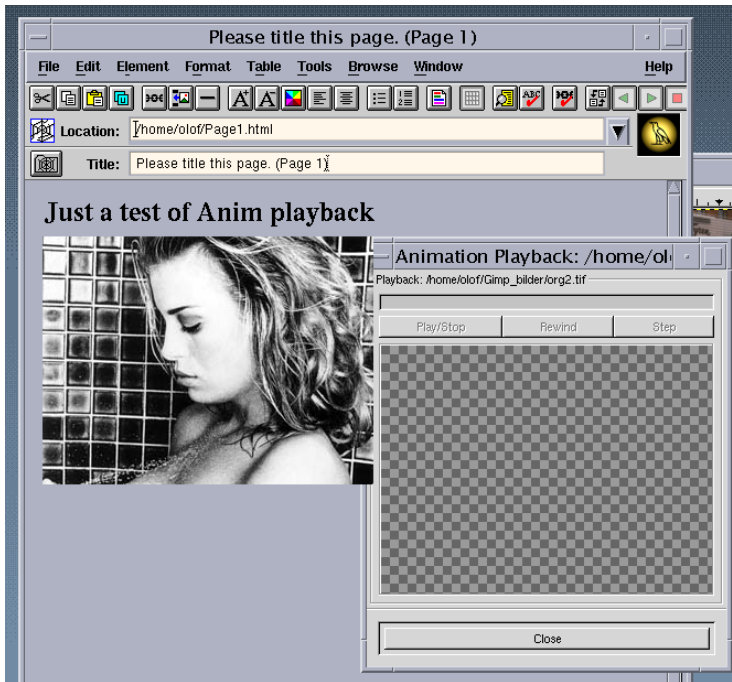 Please title this page. (Page 1)
File Edit Element Format Table Tools Browse Window Help
ABC
Location: /home/olof/Page1.html
Title: Please title this page. (Page 1)
Just a test of Anim playback
Animation Playback: /home/ol
Playback: /home/olof/Gimp_bilder/org2.tif
Play/Stop Rewind Step
Close